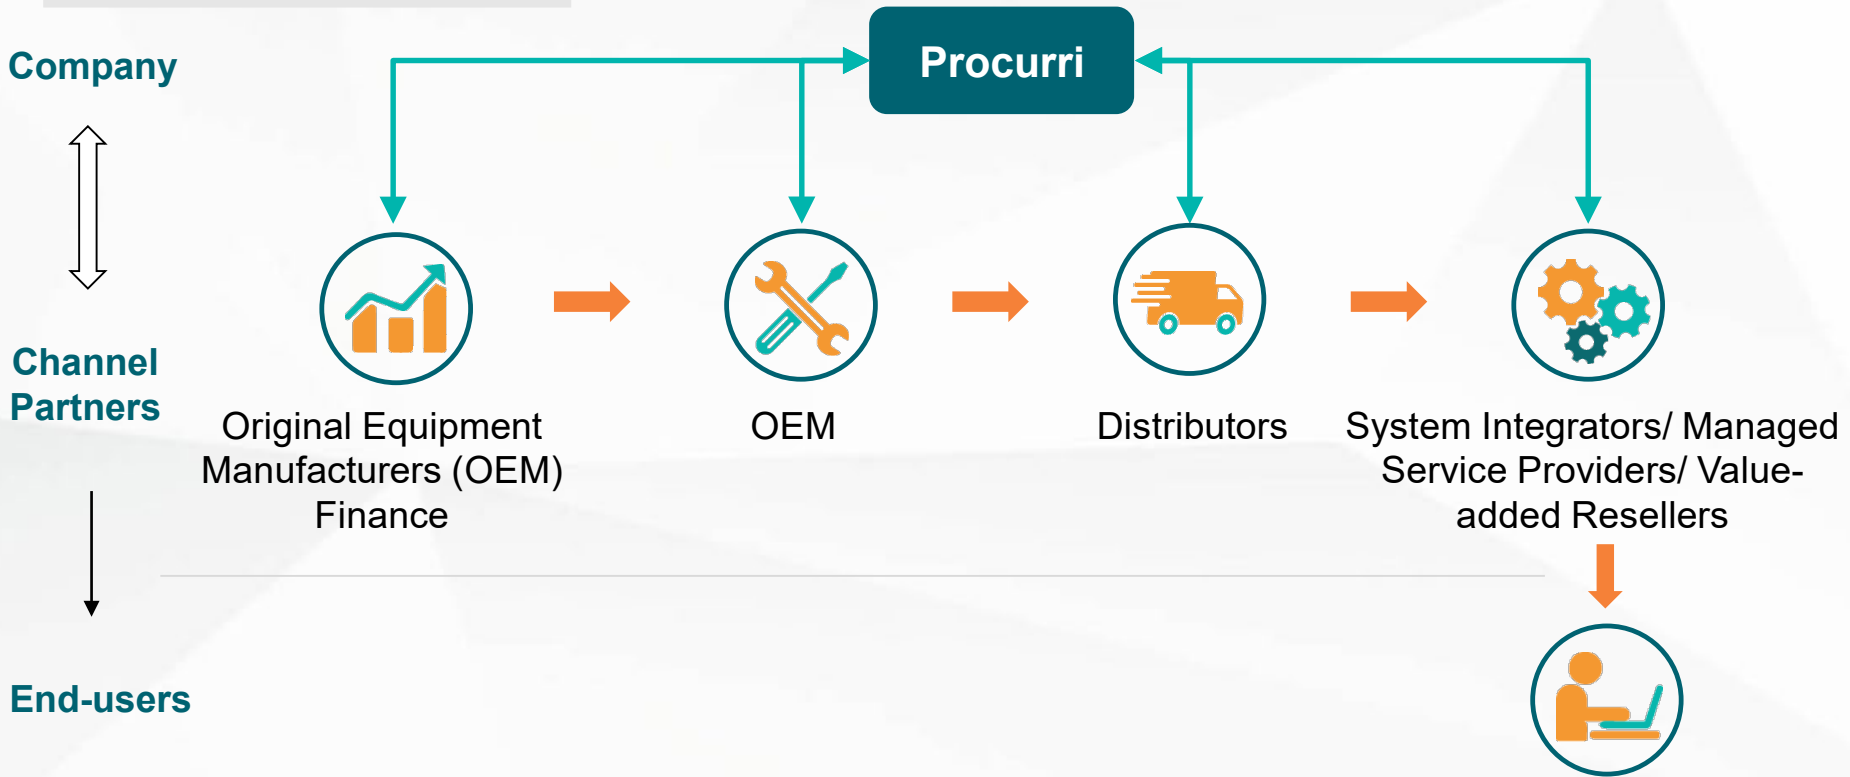 Procurri
Company
Channel
Partners
Original Equipment
Manufacturers (OEM)
Finance
OEM
Distributors
System Integrators/ Managed
Service Providers/ Value-
added Resellers
End-users